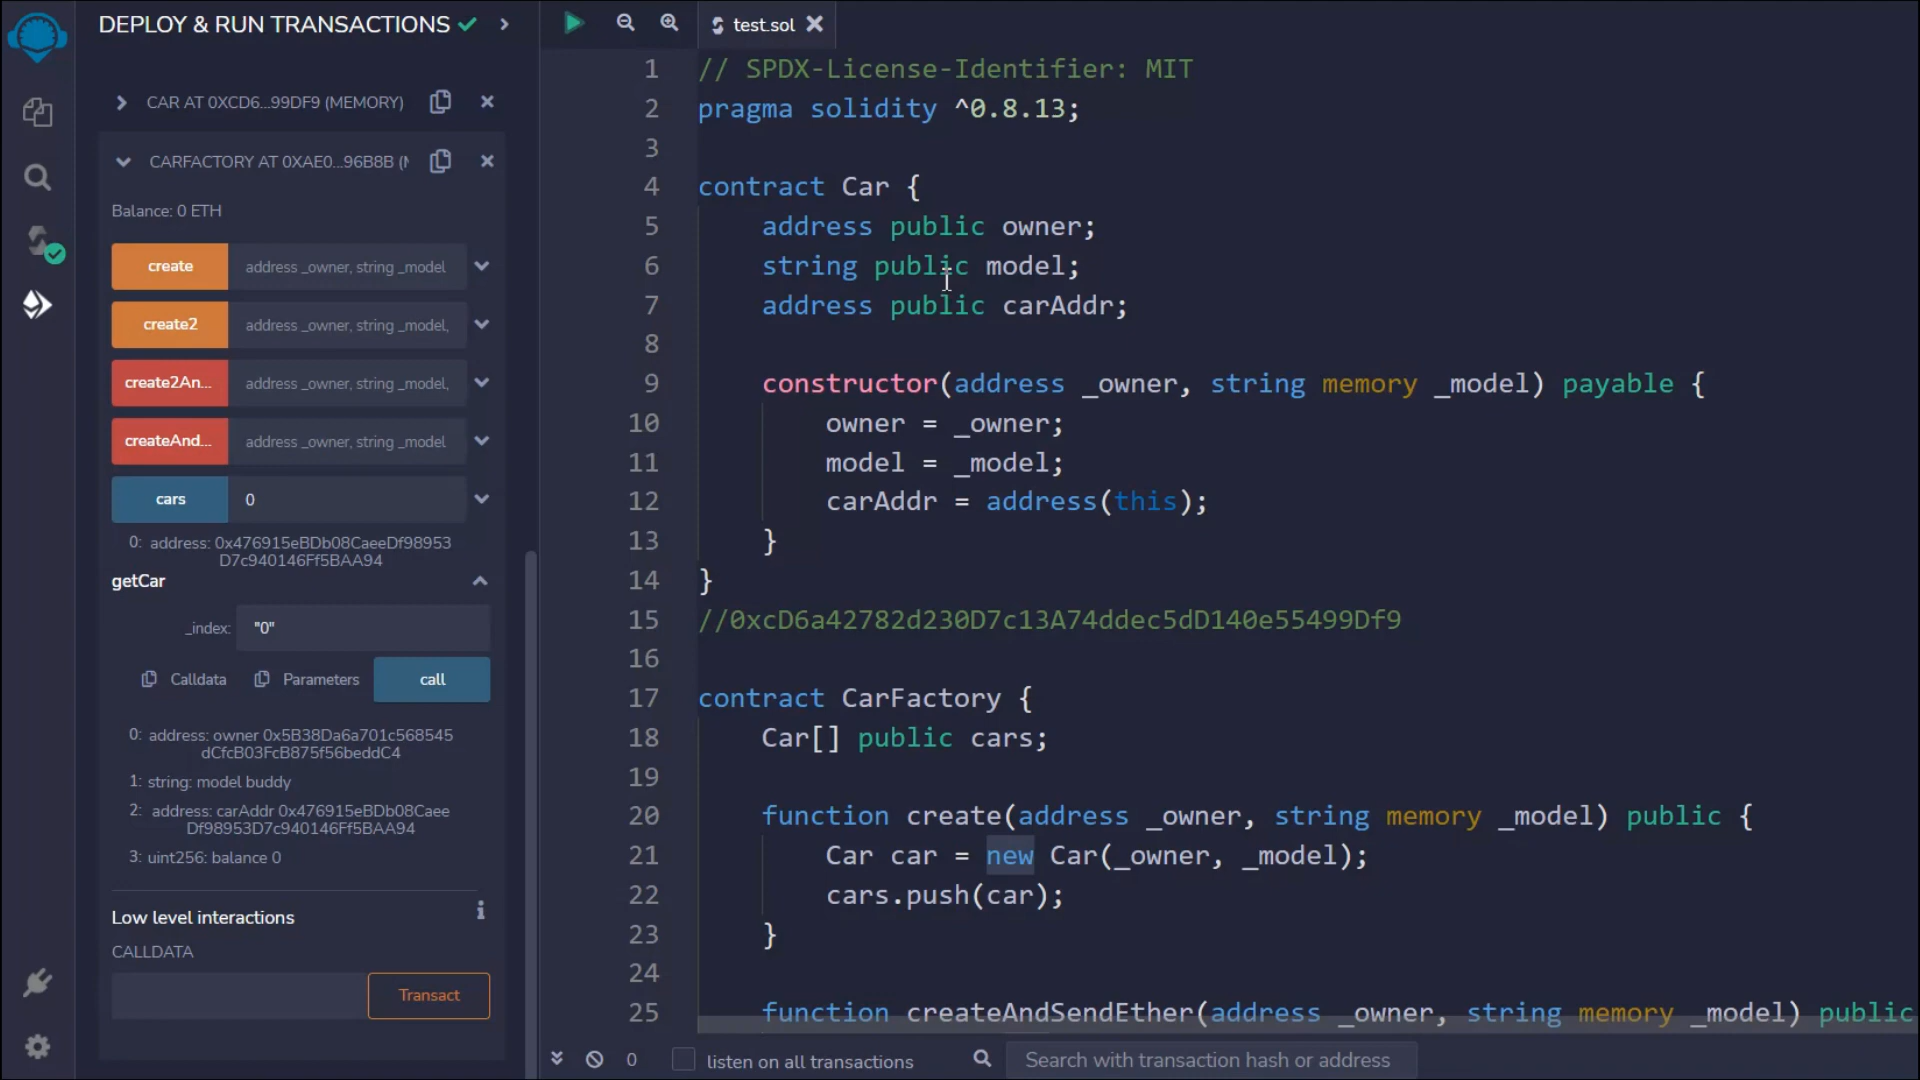 DEPLOY & RUN TRANSACTIONS
CAR AT 0XCD6...99DF9 (MEMORY)
CARFACTORY AT 0XAE0...96B8B (
Balance: 0 ETH
create address _owner, string _model
create2 address _owner, string _model,
create2An... address _owner, string _model,
createAnd... address _owner, string _model
cars 0
0: address: 0x476915eBDb08CaeeDf98953
D7c940146Ff5BAA94
getCar
_index: "0"
Calldata Parameters call
0: address: owner 0x5B38Da6a701c568545
dCfcB03FcB875f56beddC4
1: string: model buddy
2: address: carAddr 0x476915eBDb08Caee
Df98953D7c940146Ff5BAA94
3: uint256: balance 0
Low level interactions
CALLDATA
Transact
test.sol
1 // SPDX-License-Identifier: MIT
2 pragma solidity ^0.8.13;
3
4 contract Car {
5 address public owner;
6 string public model;
7 address public carAddr;
8
9 constructor(address _owner, string memory _model) payable {
10 owner = _owner;
11 model = _model;
12 carAddr = address(this);
13 }
14 }
15 //0xcD6a42782d230D7c13A74ddec5dD140e55499Df9
16
17 contract CarFactory {
18 Car[] public cars;
19
20 function create(address _owner, string memory _model) public {
21 Car car = new Car(_owner, _model);
22 cars.push(car);
23 }
24
25 function createAndSendEther(address _owner, string memory _model) public
0 listen on all transactions Search with transaction hash or address